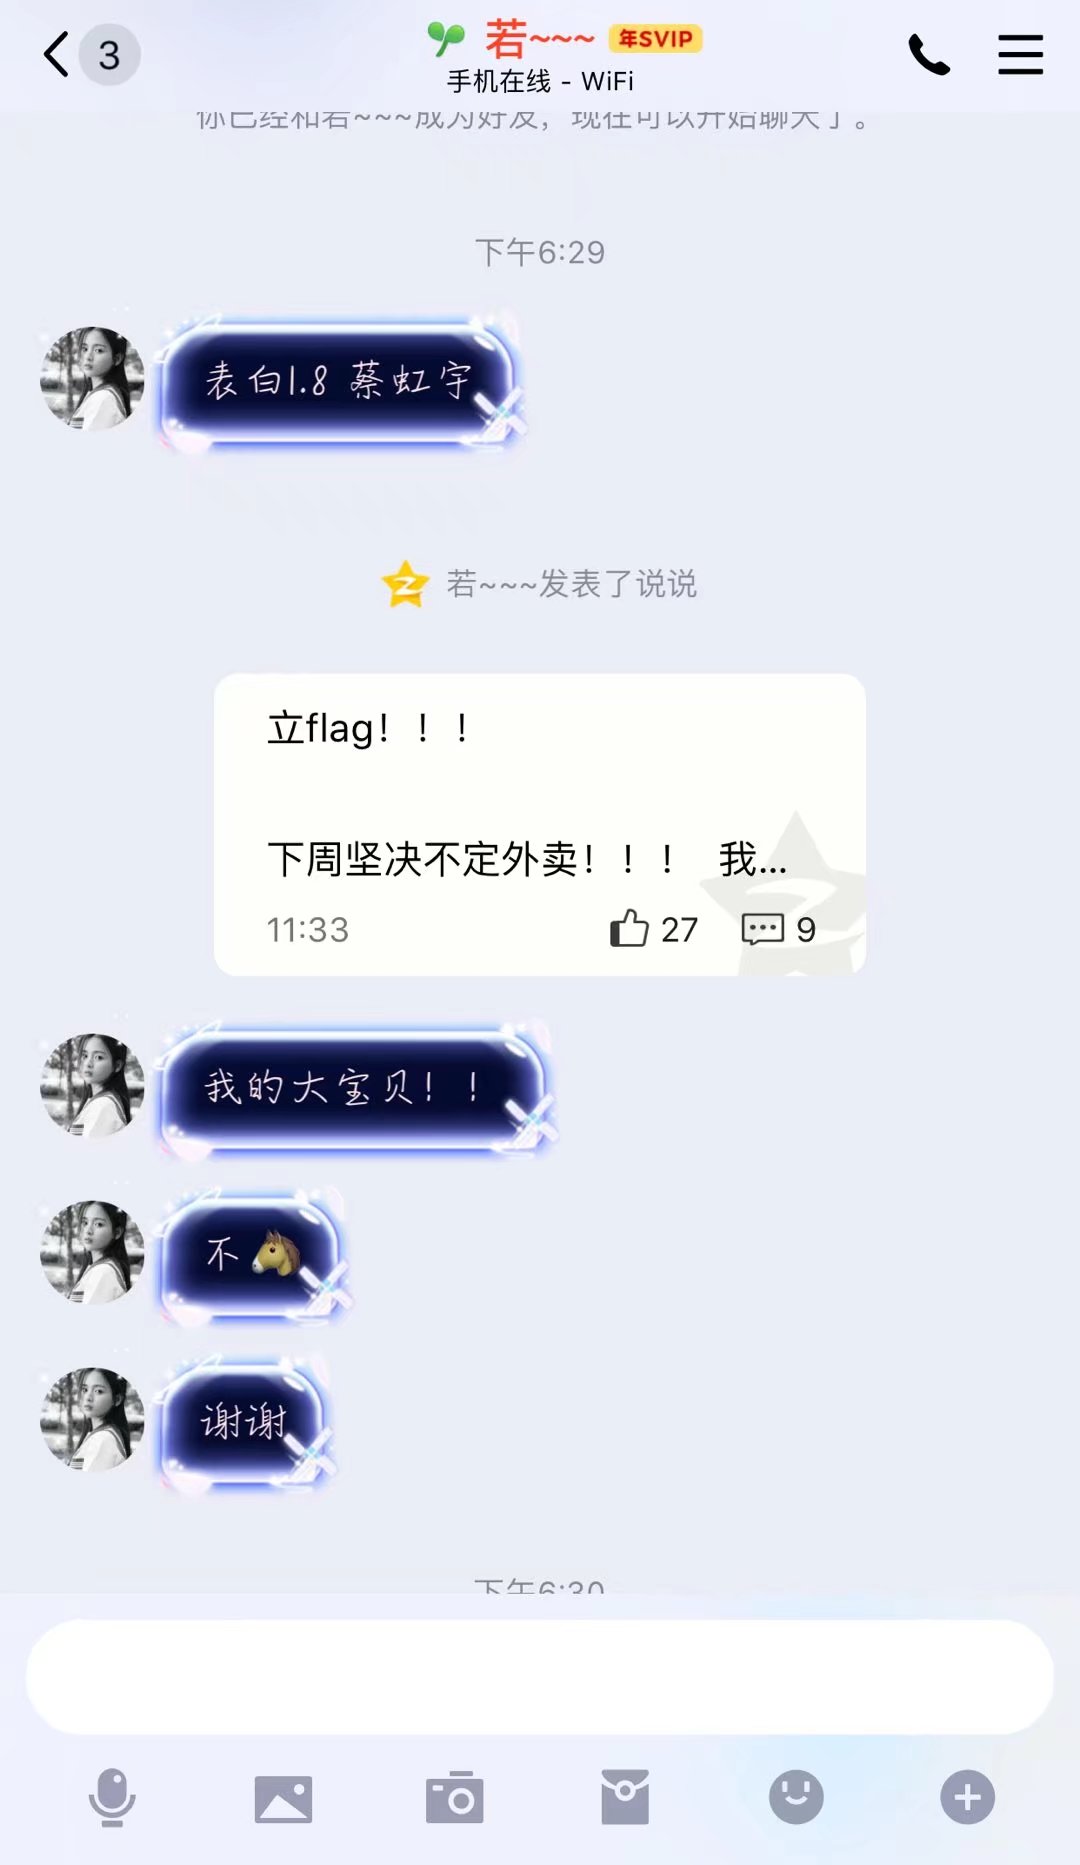 3
若~~~ 年SVIP
手机在线 - WiFi
你已经和若~~~成为好友，现在可以开始聊天了。
下午6:29
表白1.8 蔡虹宇
若~~~发表了说说
立flag！！！
下周坚决不定外卖！！！ 我...
11:33 27 9
我的大宝贝！！
不🐴
谢谢
下午6:30